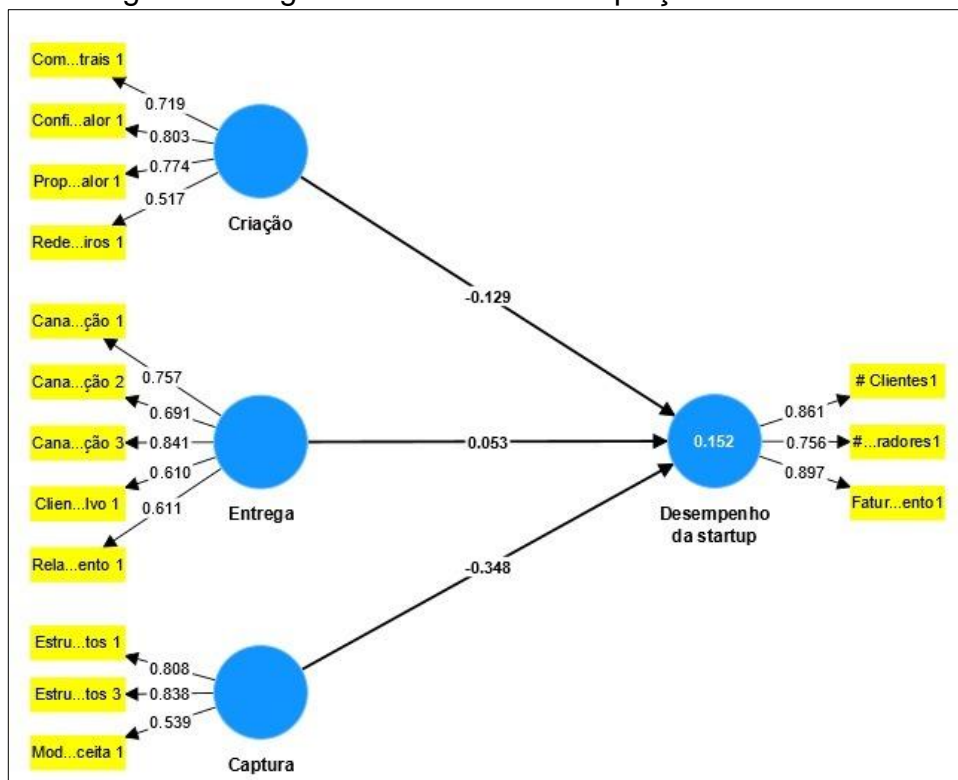 Com...trais 1
0.719
Confi...alor 1
0.803
Prop...alor 1
0.774
0.517
Rede...iros 1
Criação
-0.129
Cana...ção 1
0.757
Cana...ção 2
0.691
Cana...ção 3
0.841
0.610
Clien...lvo 1
0.611
Rela...ento 1
Entrega
0.053
# Clientes1
0.861
0.152
0.756
#...radores1
0.897
Fatur...ento1
Desempenho
da startup
-0.348
Estru...tos 1
0.808
Estru...tos 3
0.838
0.539
Mod...ceita 1
Captura